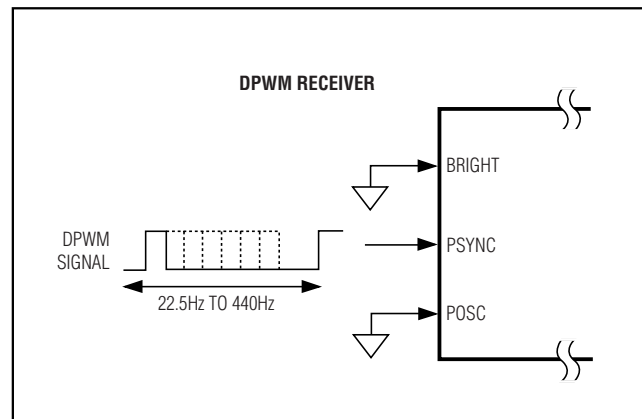 DPWM RECEIVER
BRIGHT
DPWM
SIGNAL
PSYNC
22.5Hz TO 440Hz
POSC